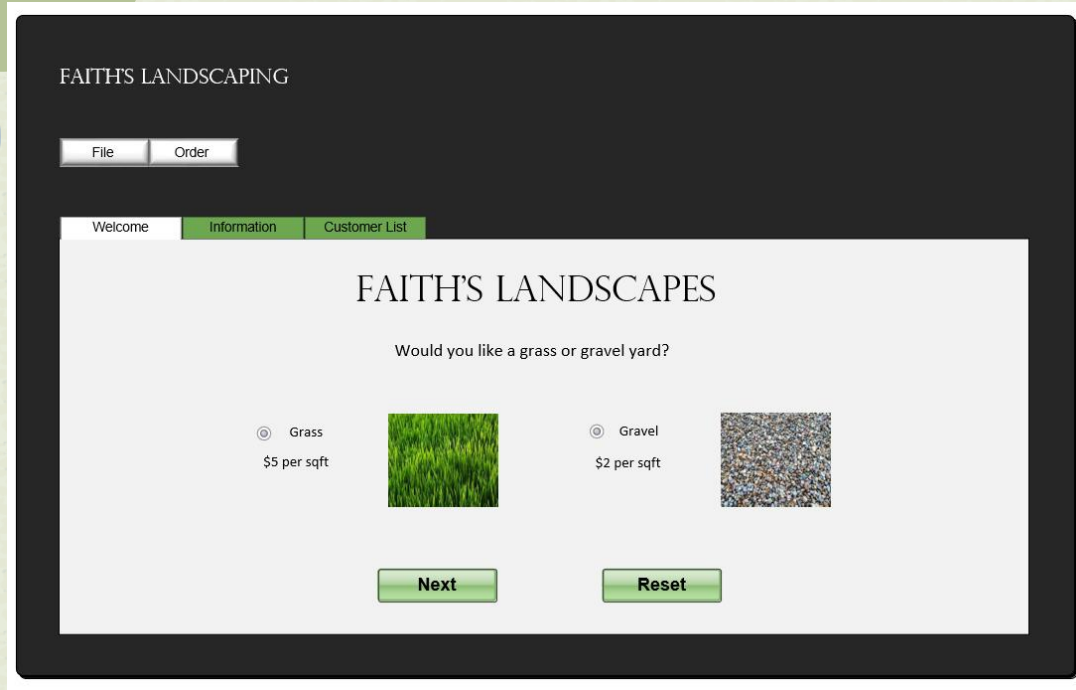 FAITH'S LANDSCAPING
File Order
Welcome Information Customer List
FAITH'S LANDSCAPES
Would you like a grass or gravel yard?
Grass Gravel
$5 per sqft $2 per sqft
Next Reset